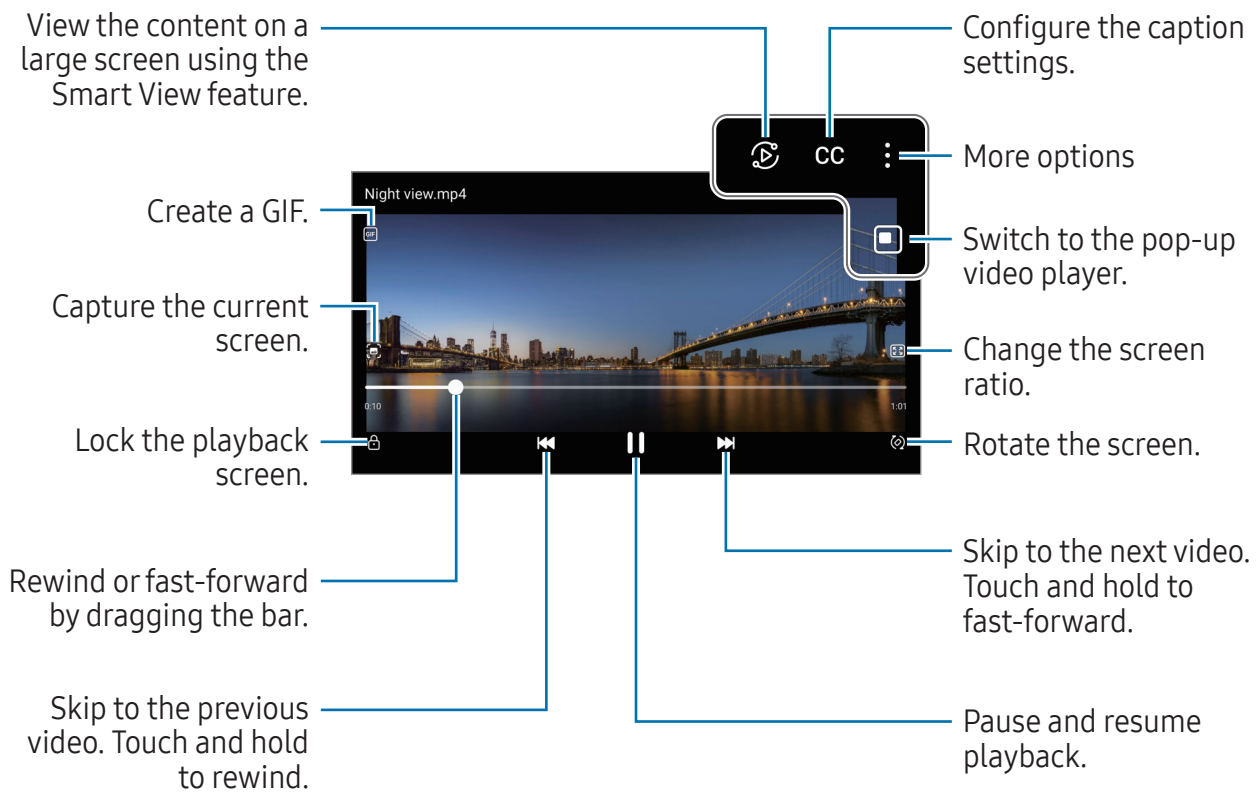 View the content on a
large screen using the
Smart View feature.
Configure the caption
settings.
CC
More options
Night view.mp4
Create a GIF.
GIF
Switch to the pop-up
video player.
Capture the current
screen.
Change the screen
ratio.
0:10
1:01
Lock the playback
screen.
Rotate the screen.
Rewind or fast-forward
by dragging the bar.
Skip to the next video.
Touch and hold to
fast-forward.
Skip to the previous
video. Touch and hold
to rewind.
Pause and resume
playback.